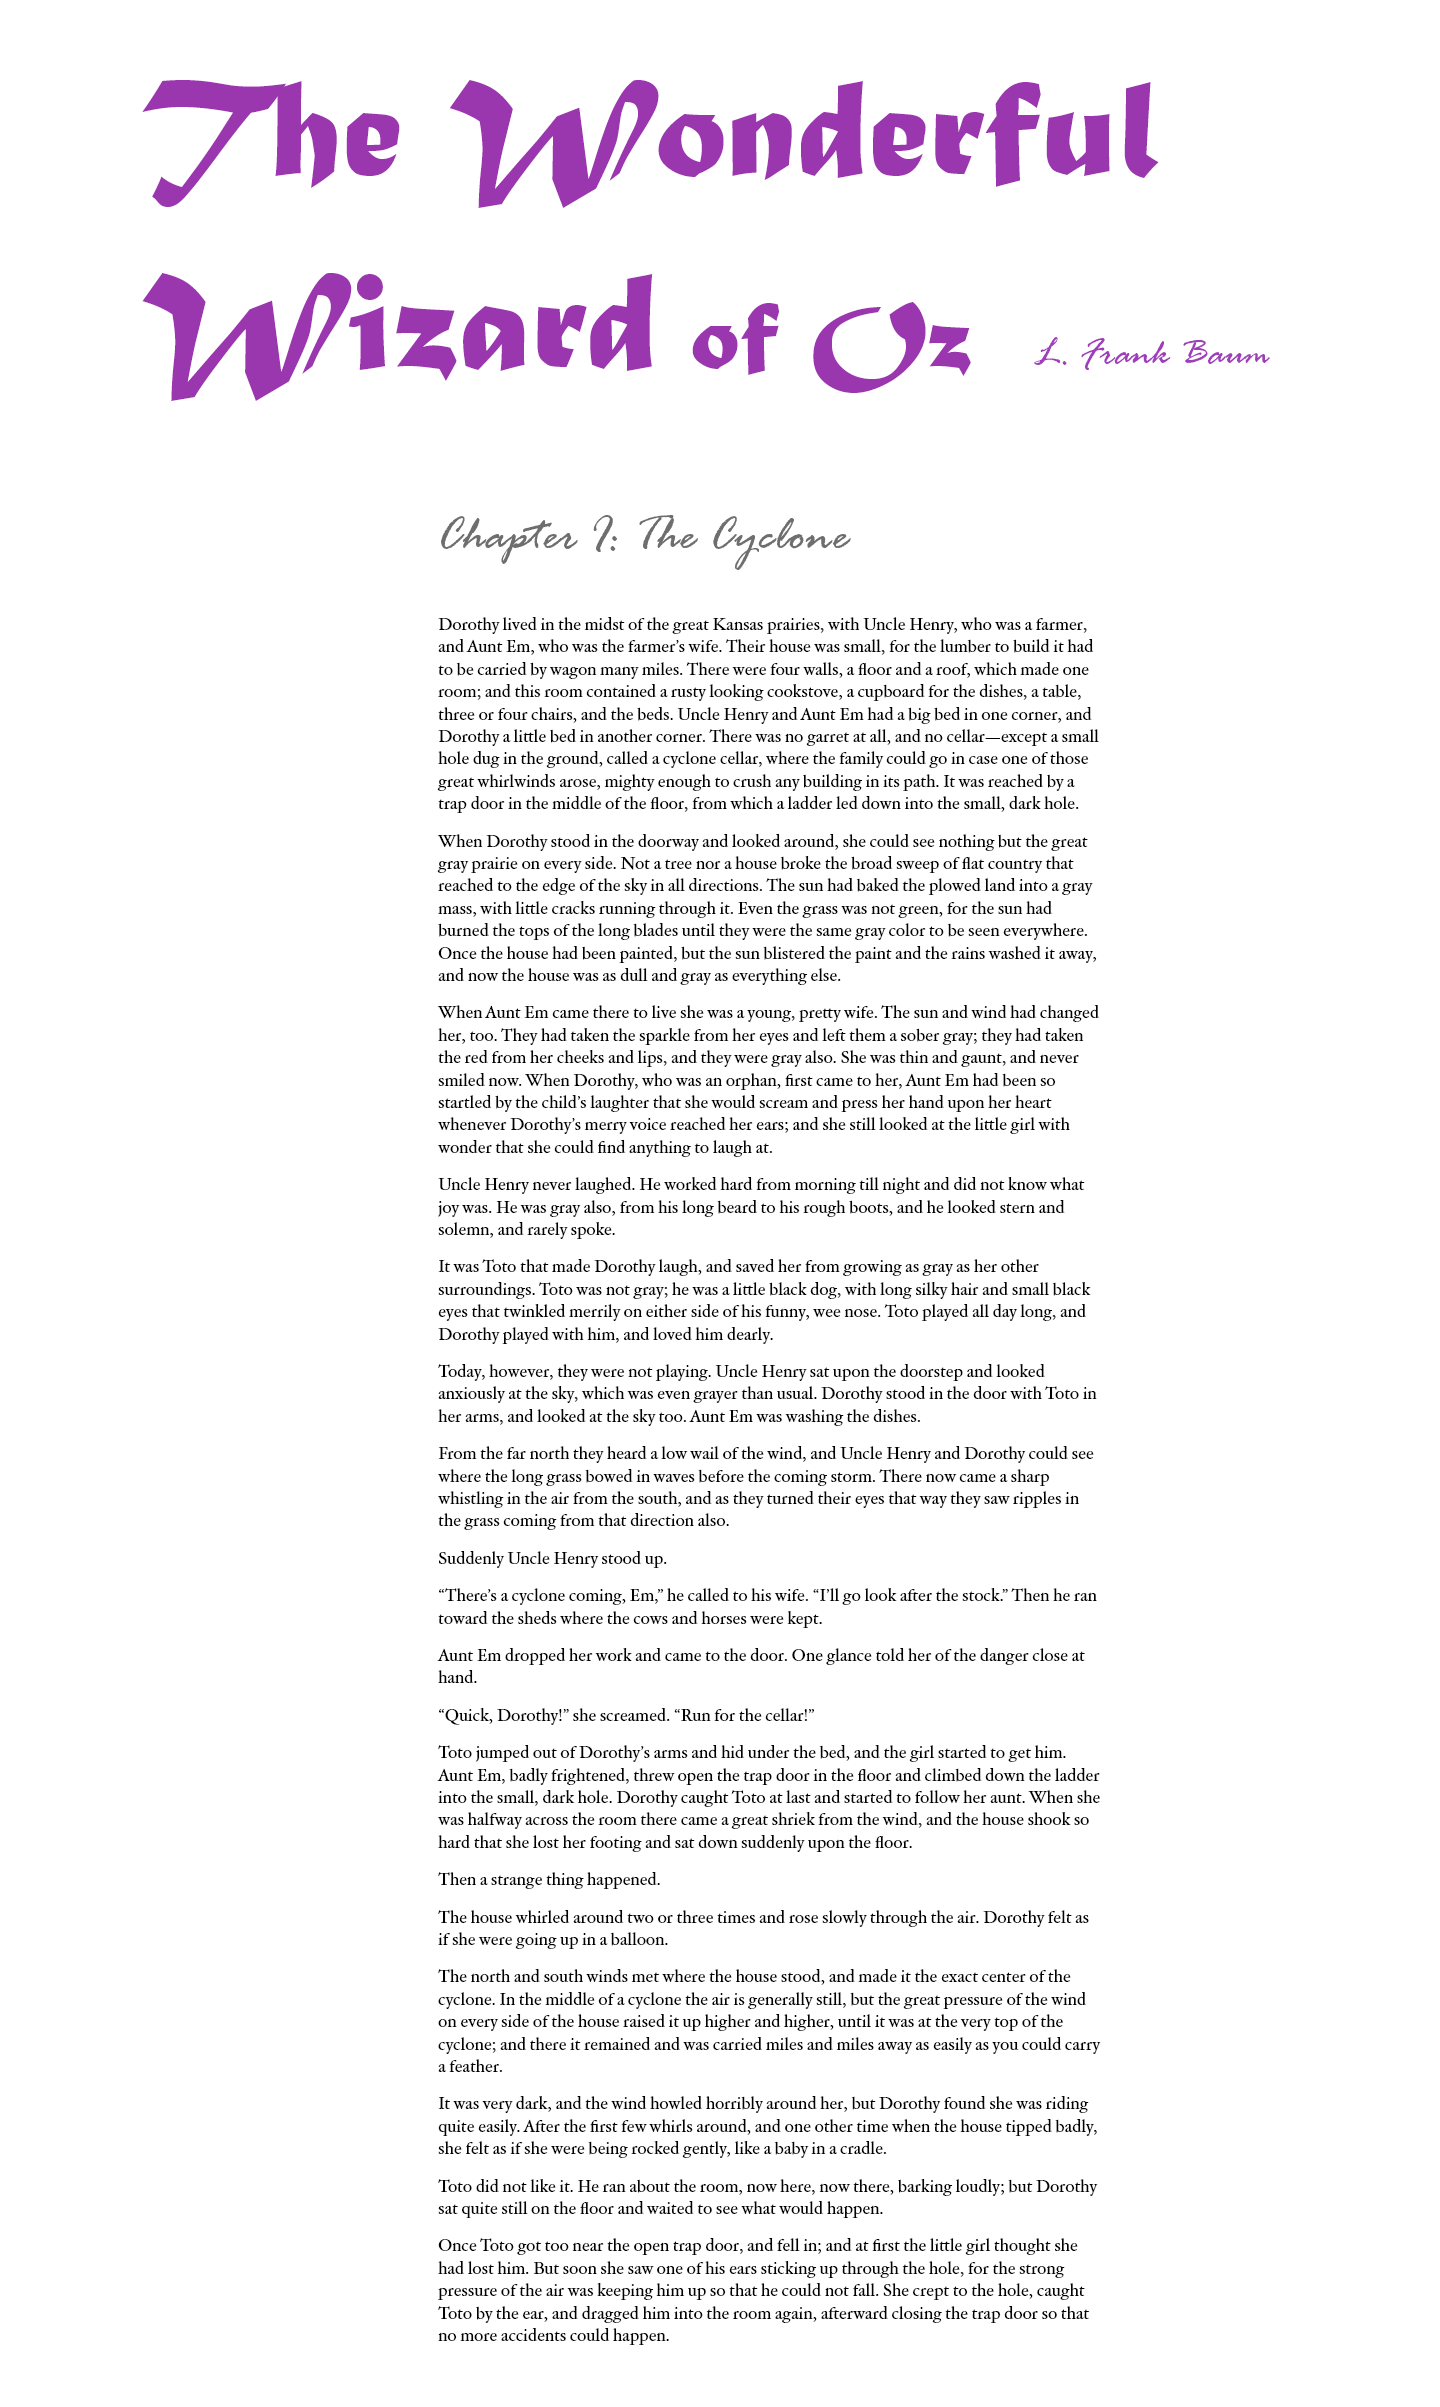 The Wonderful
Wizard of Oz L. Frank Baum
Chapter I: The Cyclone
Dorothy lived in the midst of the great Kansas prairies, with Uncle Henry, who was a farmer,
and Aunt Em, who was the farmer’s wife. Their house was small, for the lumber to build it had
to be carried by wagon many miles. There were four walls, a floor and a roof, which made one
room; and this room contained a rusty looking cookstove, a cupboard for the dishes, a table,
three or four chairs, and the beds. Uncle Henry and Aunt Em had a big bed in one corner, and
Dorothy a little bed in another corner. There was no garret at all, and no cellar—except a small
hole dug in the ground, called a cyclone cellar, where the family could go in case one of those
great whirlwinds arose, mighty enough to crush any building in its path. It was reached by a
trap door in the middle of the floor, from which a ladder led down into the small, dark hole.
When Dorothy stood in the doorway and looked around, she could see nothing but the great
gray prairie on every side. Not a tree nor a house broke the broad sweep of flat country that
reached to the edge of the sky in all directions. The sun had baked the plowed land into a gray
mass, with little cracks running through it. Even the grass was not green, for the sun had
burned the tops of the long blades until they were the same gray color to be seen everywhere.
Once the house had been painted, but the sun blistered the paint and the rains washed it away,
and now the house was as dull and gray as everything else.
When Aunt Em came there to live she was a young, pretty wife. The sun and wind had changed
her, too. They had taken the sparkle from her eyes and left them a sober gray; they had taken
the red from her cheeks and lips, and they were gray also. She was thin and gaunt, and never
smiled now. When Dorothy, who was an orphan, first came to her, Aunt Em had been so
startled by the child’s laughter that she would scream and press her hand upon her heart
whenever Dorothy’s merry voice reached her ears; and she still looked at the little girl with
wonder that she could find anything to laugh at.
Uncle Henry never laughed. He worked hard from morning till night and did not know what
joy was. He was gray also, from his long beard to his rough boots, and he looked stern and
solemn, and rarely spoke.
It was Toto that made Dorothy laugh, and saved her from growing as gray as her other
surroundings. Toto was not gray; he was a little black dog, with long silky hair and small black
eyes that twinkled merrily on either side of his funny, wee nose. Toto played all day long, and
Dorothy played with him, and loved him dearly.
Today, however, they were not playing. Uncle Henry sat upon the doorstep and looked
anxiously at the sky, which was even grayer than usual. Dorothy stood in the door with Toto in
her arms, and looked at the sky too. Aunt Em was washing the dishes.
From the far north they heard a low wail of the wind, and Uncle Henry and Dorothy could see
where the long grass bowed in waves before the coming storm. There now came a sharp
whistling in the air from the south, and as they turned their eyes that way they saw ripples in
the grass coming from that direction also.
Suddenly Uncle Henry stood up.
“There’s a cyclone coming, Em,” he called to his wife. “I’ll go look after the stock.” Then he ran
toward the sheds where the cows and horses were kept.
Aunt Em dropped her work and came to the door. One glance told her of the danger close at
hand.
“Quick, Dorothy!” she screamed. “Run for the cellar!”
Toto jumped out of Dorothy’s arms and hid under the bed, and the girl started to get him.
Aunt Em, badly frightened, threw open the trap door in the floor and climbed down the ladder
into the small, dark hole. Dorothy caught Toto at last and started to follow her aunt. When she
was halfway across the room there came a great shriek from the wind, and the house shook so
hard that she lost her footing and sat down suddenly upon the floor.
Then a strange thing happened.
The house whirled around two or three times and rose slowly through the air. Dorothy felt as
if she were going up in a balloon.
The north and south winds met where the house stood, and made it the exact center of the
cyclone. In the middle of a cyclone the air is generally still, but the great pressure of the wind
on every side of the house raised it up higher and higher, until it was at the very top of the
cyclone; and there it remained and was carried miles and miles away as easily as you could carry
a feather.
It was very dark, and the wind howled horribly around her, but Dorothy found she was riding
quite easily. After the first few whirls around, and one other time when the house tipped badly,
she felt as if she were being rocked gently, like a baby in a cradle.
Toto did not like it. He ran about the room, now here, now there, barking loudly; but Dorothy
sat quite still on the floor and waited to see what would happen.
Once Toto got too near the open trap door, and fell in; and at first the little girl thought she
had lost him. But soon she saw one of his ears sticking up through the hole, for the strong
pressure of the air was keeping him up so that he could not fall. She crept to the hole, caught
Toto by the ear, and dragged him into the room again, afterward closing the trap door so that
no more accidents could happen.